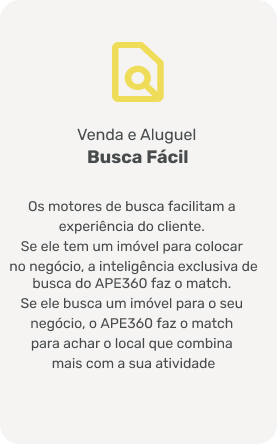 Venda e Aluguel
Busca Fácil
Os motores de busca facilitam a
experiência do cliente.
Se ele tem um imóvel para colocar
no negócio, a inteligência exclusiva de
busca do APE360 faz o match.
Se ele busca um imóvel para o seu
negócio, o APE360 faz o match
para achar o local que combina
mais com a sua atividade